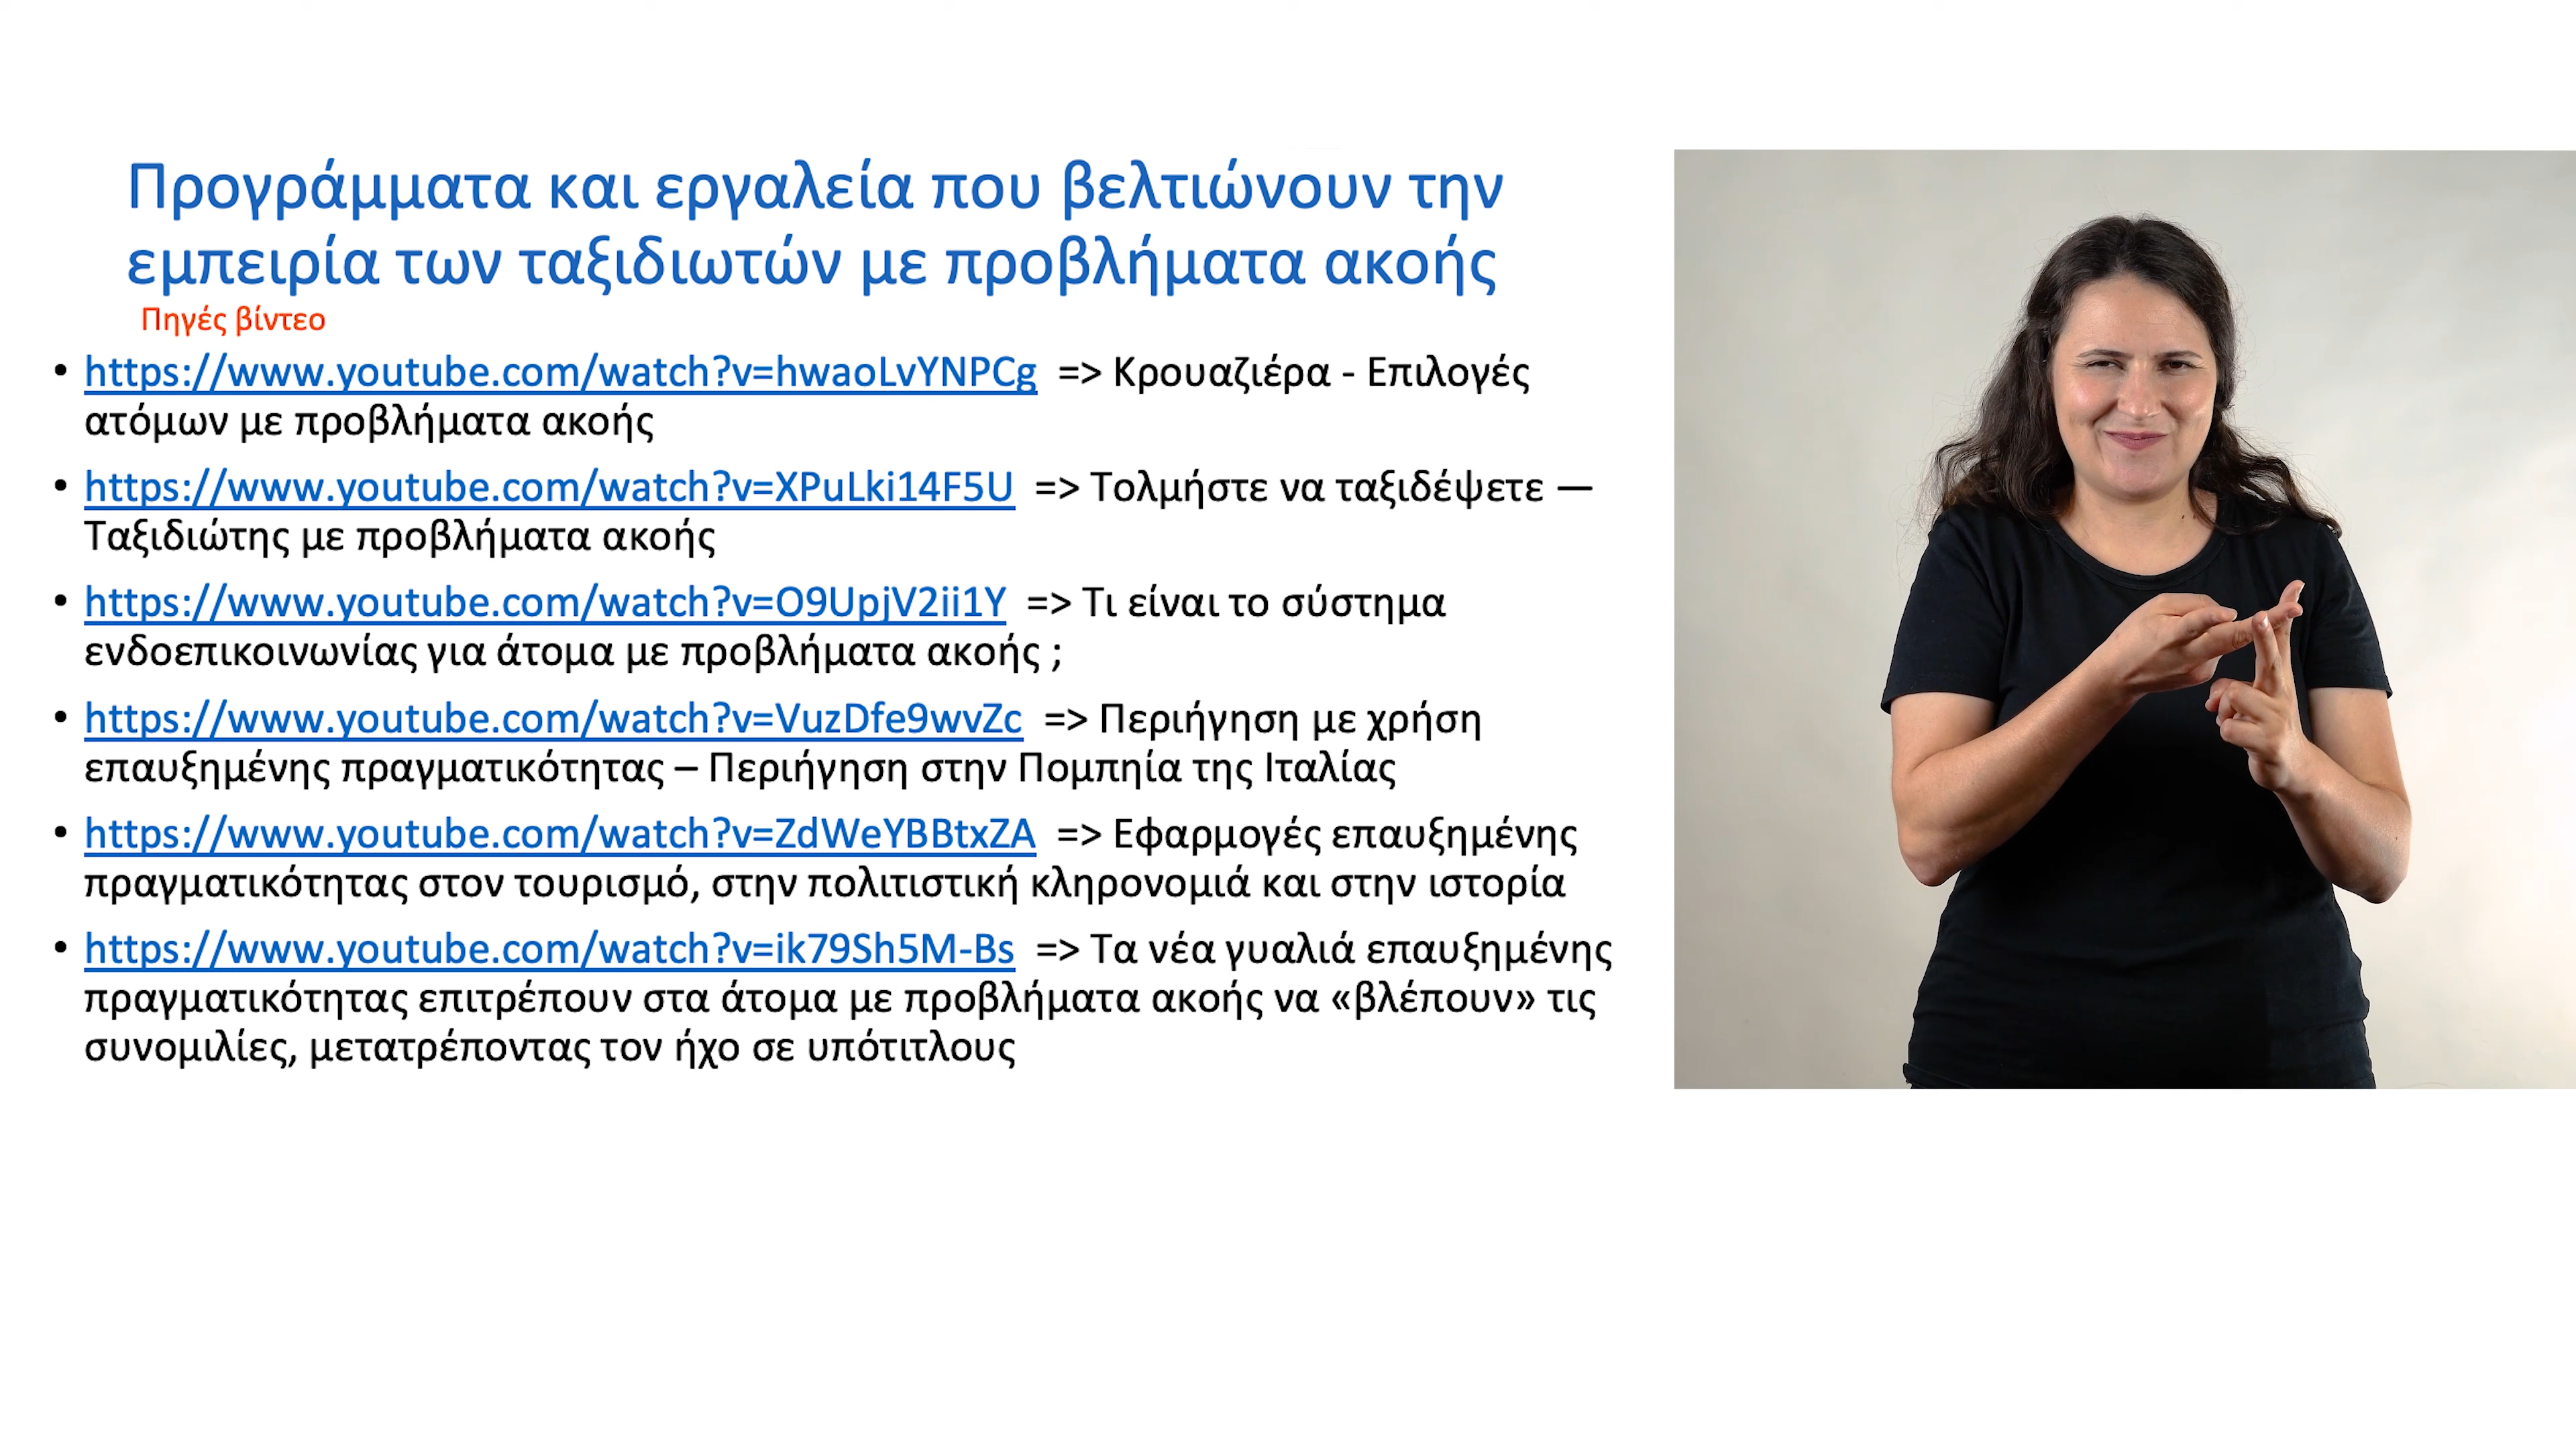 Προγράμματα και εργαλεία που βελτιώνουν την
εμπειρία των ταξιδιωτών με προβλήματα ακοής
Πηγές βίντεο
• https://www.youtube.com/watch?v=hwaoLvYNPCg => Κρουαζιέρα - Επιλογές
ατόμων με προβλήματα ακοής
• https://www.youtube.com/watch?v=XPuLki14F5U => Τολμήστε να ταξιδέψετε —
Ταξιδιώτης με προβλήματα ακοής
• https://www.youtube.com/watch?v=O9UpjV2ii1Y => Τι είναι το σύστημα
ενδοεπικοινωνίας για άτομα με προβλήματα ακοής ;
• https://www.youtube.com/watch?v=VuzDfe9wvZc => Περιήγηση με χρήση
επαυξημένης πραγματικότητας – Περιήγηση στην Πομπηία της Ιταλίας
• https://www.youtube.com/watch?v=ZdWeYBBtxZA => Εφαρμογές επαυξημένης
πραγματικότητας στον τουρισμό, στην πολιτιστική κληρονομιά και στην ιστορία
• https://www.youtube.com/watch?v=ik79Sh5M-Bs => Τα νέα γυαλιά επαυξημένης
πραγματικότητας επιτρέπουν στα άτομα με προβλήματα ακοής να «βλέπουν» τις
συνομιλίες, μετατρέποντας τον ήχο σε υπότιτλους